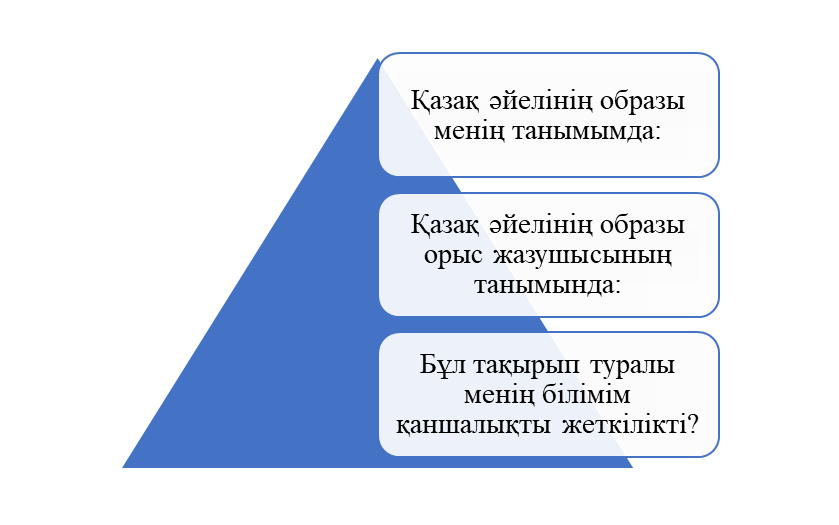 Қазақ әйелінің образы
менің танымымда:
Қазақ әйелінің образы
орыс жазушысының
танымында:
Бұл тақырып туралы
менің білімім
қаншалықты жеткілікті?